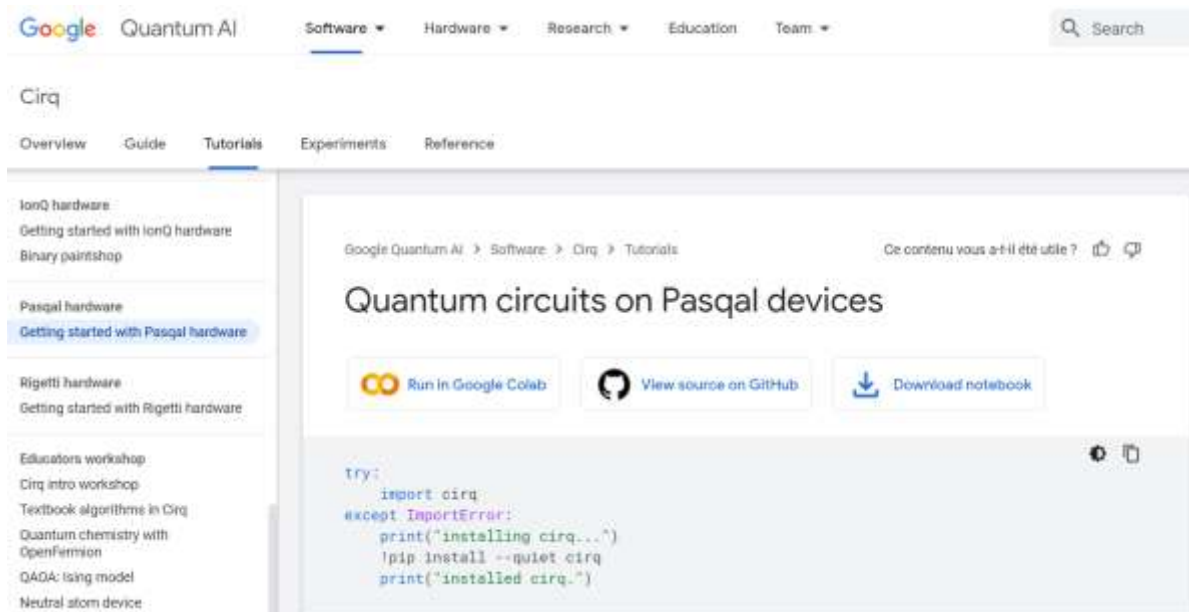 Google Quantum AI Software Hardware Research Education Team Search
Cirq
Overview Guide Tutorials Experiments Reference
IonQ hardware
Getting started with IonQ hardware
Binary paintshop
Pasqal hardware
Getting started with Pasqal hardware
Rigetti hardware
Getting started with Rigetti hardware
Educators workshop
Cirq intro workshop
Textbook algorithms in Cirq
Quantum chemistry with
OpenFermion
QAOA: Ising model
Neutral atom device
Google Quantum AI > Software > Cirq > Tutorials
Ce contenu vous a-t-il été utile ?
Quantum circuits on Pasqal devices
Run in Google Colab
View source on GitHub
Download notebook
try:
    import cirq
except ImportError:
    print("installing cirq...")
    !pip install --quiet cirq
    print("installed cirq.")